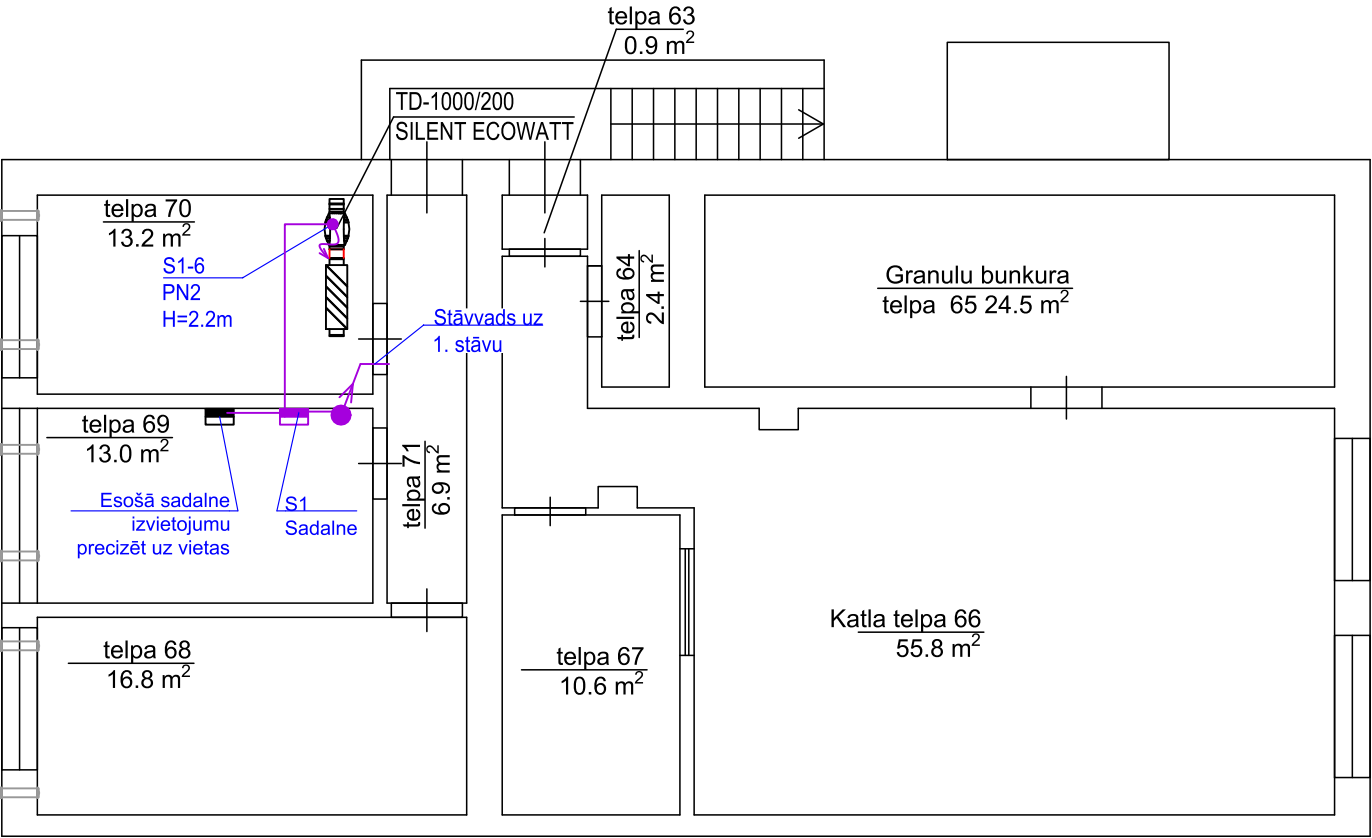 telpa 63
0.9 m²
TD-1000/200
SILENT ECOWATT
telpa 70
13.2 m²
S1-6
PN2
H=2.2m
Stāvvads uz
1. stāvu
telpa 64
2.4 m²
Granulu bunkura
telpa 65 24.5 m²
telpa 69
13.0 m²
telpa 71
6.9 m²
Esošā sadalne
izvietojumu
precizēt uz vietas
S1
Sadalne
telpa 68
16.8 m²
telpa 67
10.6 m²
Katla telpa 66
55.8 m²